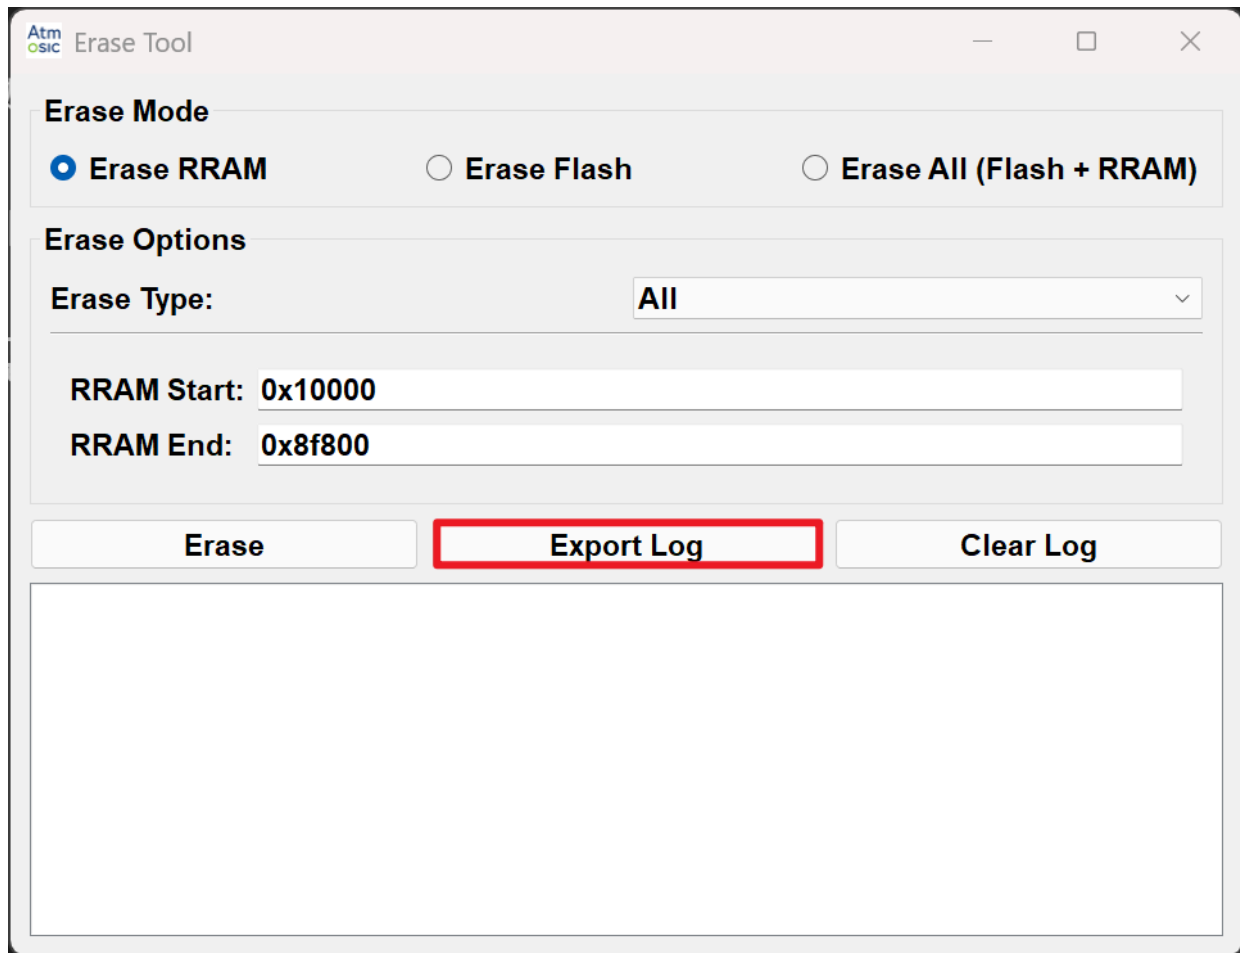 Atm
osic Erase Tool
Erase Mode
Erase RRAM Erase Flash Erase All (Flash + RRAM)
Erase Options
Erase Type: All
RRAM Start: 0x10000
RRAM End: 0x8f800
Erase Export Log Clear Log